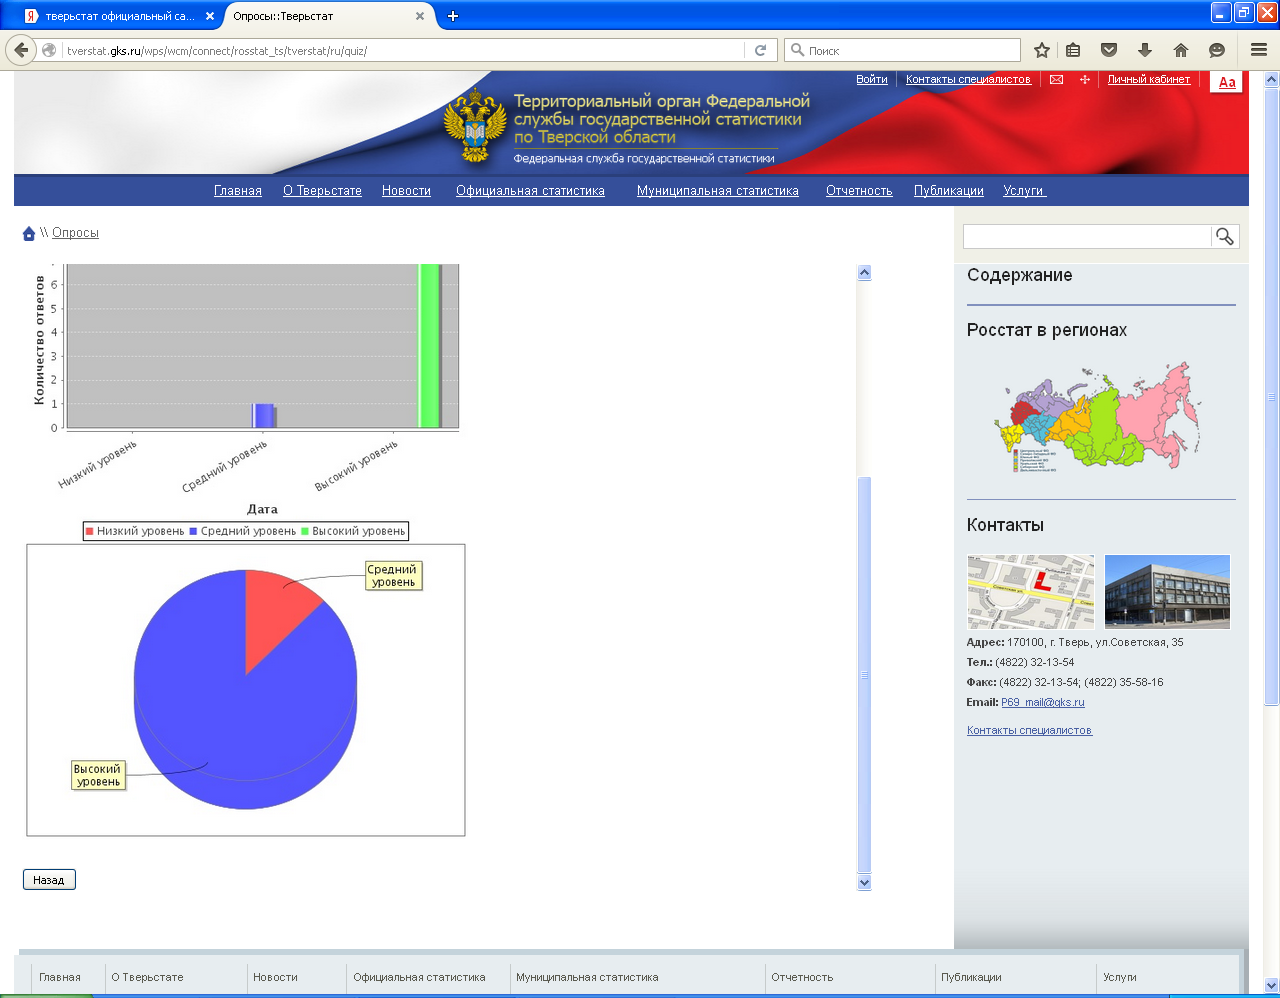 тверьстат официальный са...
Опросы::Тверьстат
tverstat.gks.ru/wps/wcm/connect/rosstat_ts/tverstat/ru/quiz/
Поиск
Войти
Контакты специалистов
Личный кабинет
Aa
Территориальный орган Федеральной
службы государственной статистики
по Тверской области
Федеральная служба государственной статистики
Главная
О Тверьстате
Новости
Официальная статистика
Муниципальная статистика
Отчетность
Публикации
Услуги
\\ Опросы
Количество ответов
6
5
4
3
2
1
0
Низкий уровень
Средний уровень
Высокий уровень
Дата
Низкий уровень Средний уровень Высокий уровень
Средний
уровень
Высокий
уровень
Назад
Содержание
Росстат в регионах
Контакты
Адрес: 170100, г. Тверь, ул.Советская, 35
Тел.: (4822) 32-13-54
Факс: (4822) 32-13-54; (4822) 35-58-16
Email: P69_mail@gks.ru
Контакты специалистов
Главная
О Тверьстате
Новости
Официальная статистика
Муниципальная статистика
Отчетность
Публикации
Услуги